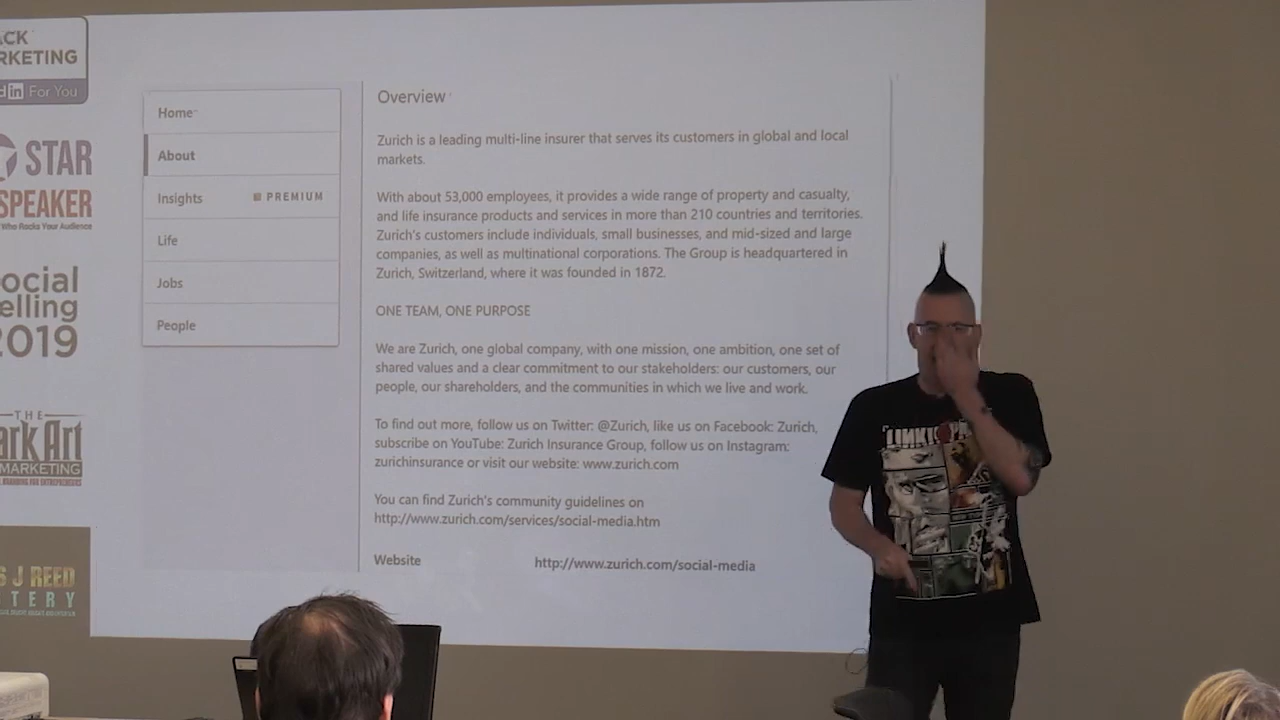 ACK
RKETING
in For You
STAR
SPEAKER
Who Rocks Your Audience
ocial
elling
2019
THE
ark Art
MARKETING
S J REED
TERY
Home
About
Insights PREMIUM
Life
Jobs
People
Overview
Zurich is a leading multi-line insurer that serves its customers in global and local
markets.
With about 53,000 employees, it provides a wide range of property and casualty,
and life insurance products and services in more than 210 countries and territories.
Zurich's customers include individuals, small businesses, and mid-sized and large
companies, as well as multinational corporations. The Group is headquartered in
Zurich, Switzerland, where it was founded in 1872.
ONE TEAM, ONE PURPOSE
We are Zurich, one global company, with one mission, one ambition, one set of
shared values and a clear commitment to our stakeholders: our customers, our
people, our shareholders, and the communities in which we live and work.
To find out more, follow us on Twitter: @Zurich, like us on Facebook: Zurich,
subscribe on YouTube: Zurich Insurance Group, follow us on Instagram:
zurichinsurance or visit our website: www.zurich.com
You can find Zurich's community guidelines on
http://www.zurich.com/services/social-media.htm
Website http://www.zurich.com/social-media